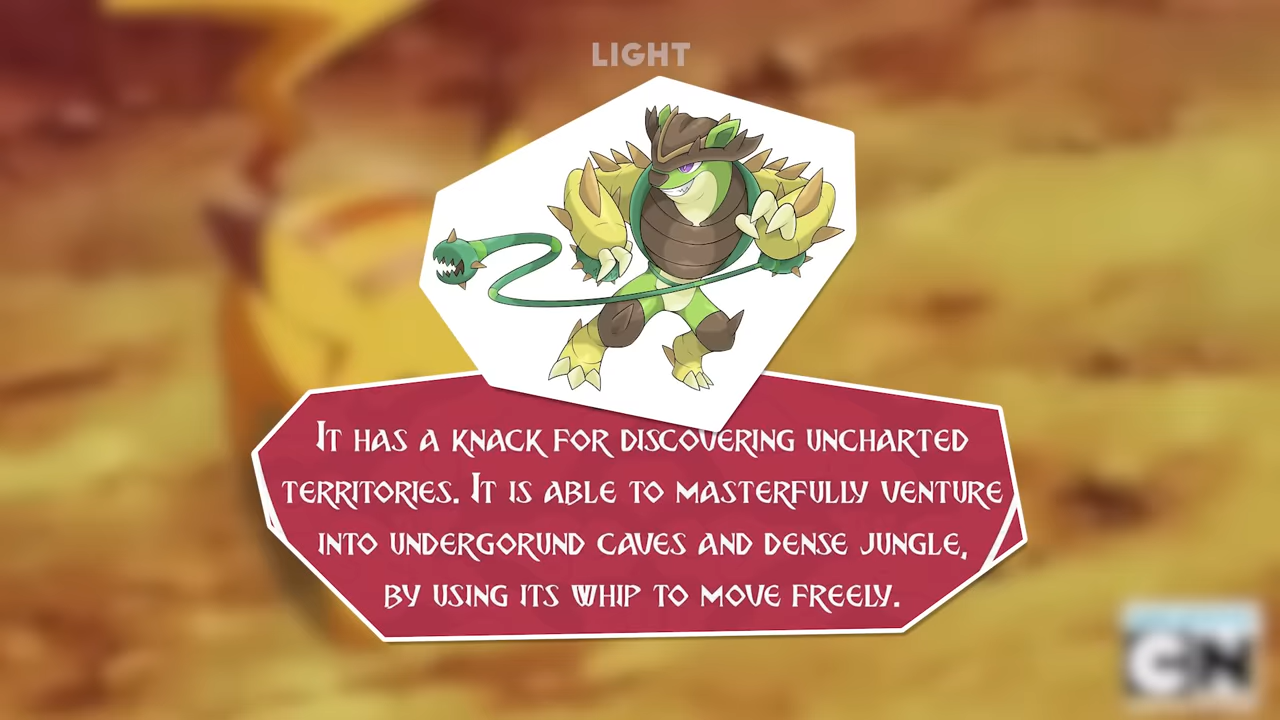 LIGHT
It has a knack for discovering uncharted
territories. It is able to masterfully venture
into undergorund caves and dense jungle,
by using its whip to move freely.
CN